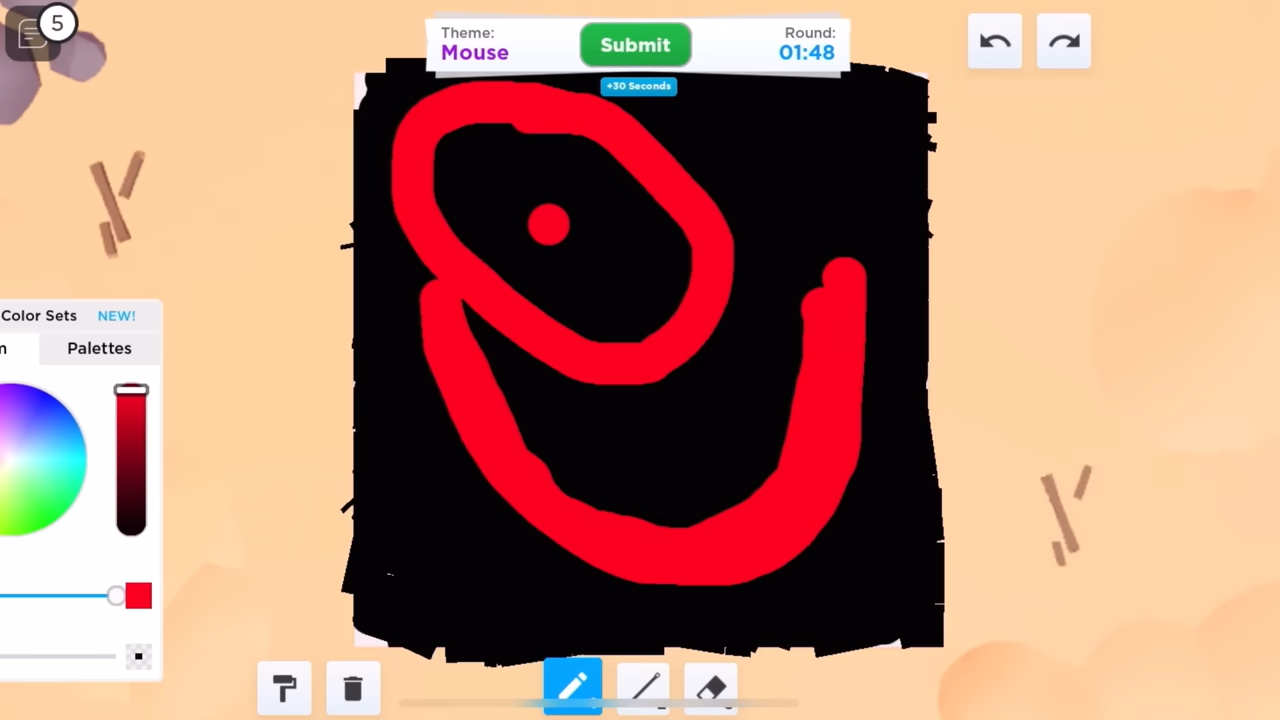 5
Theme:
Mouse
Submit
Round:
01:48
+30 Seconds
Color Sets NEW!
Palettes